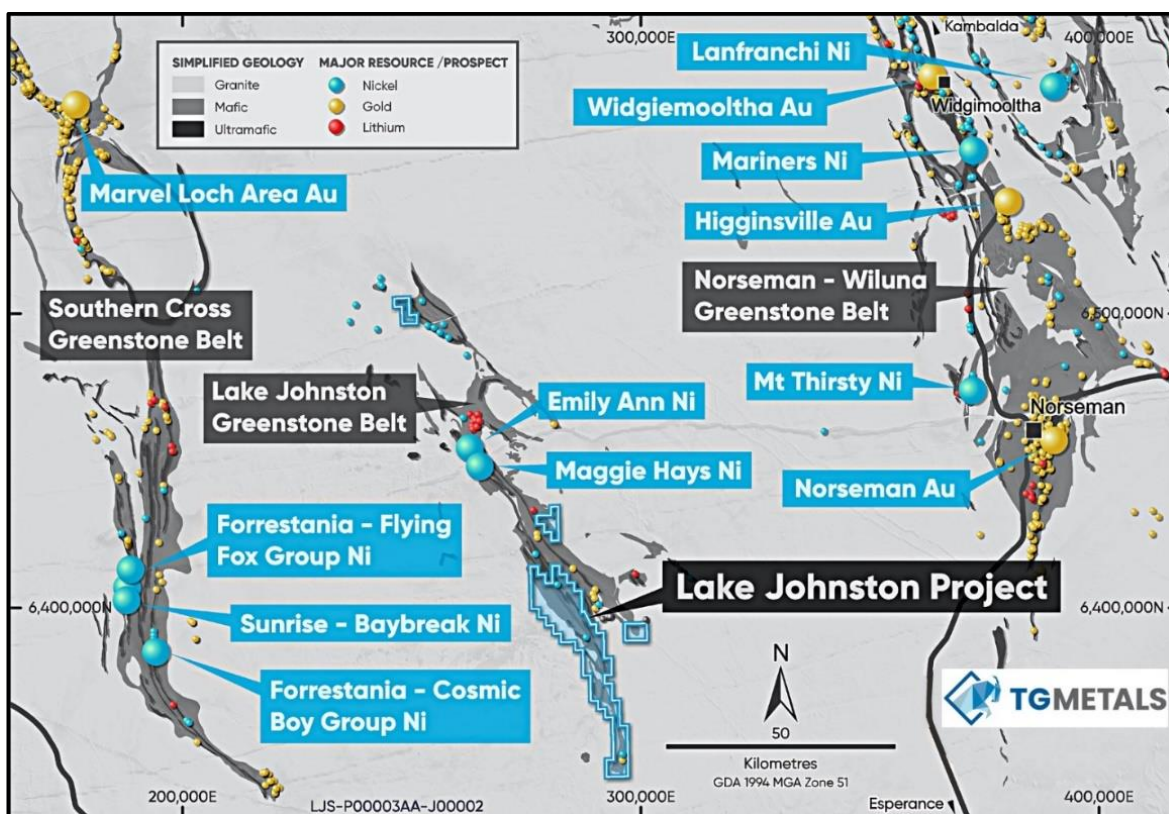 300,000E
Kambalda
400,000E
SIMPLIFIED GEOLOGY
Granite
Mafic
Ultramafic
MAJOR RESOURCE /PROSPECT
Nickel
Gold
Lithium
Lanfranchi Ni
Widgiemooltha Au
Widgimooltha
Mariners Ni
Marvel Loch Area Au
Higginsville Au
Norseman - Wiluna
Greenstone Belt
Southern Cross
Greenstone Belt
6,500,000N
Lake Johnston
Greenstone Belt
Emily Ann Ni
Mt Thirsty Ni
Norseman
Maggie Hays Ni
Norseman Au
Forrestania - Flying
Fox Group Ni
Lake Johnston Project
6,400,000N
Sunrise - Baybreak Ni
6,400,000N
Forrestania - Cosmic
Boy Group Ni
N
50
Kilometres
GDA 1994 MGA Zone 51
TGMETALS
200,000E
LJS-P00003AA-J00002
300,000E
Esperance
400,000E